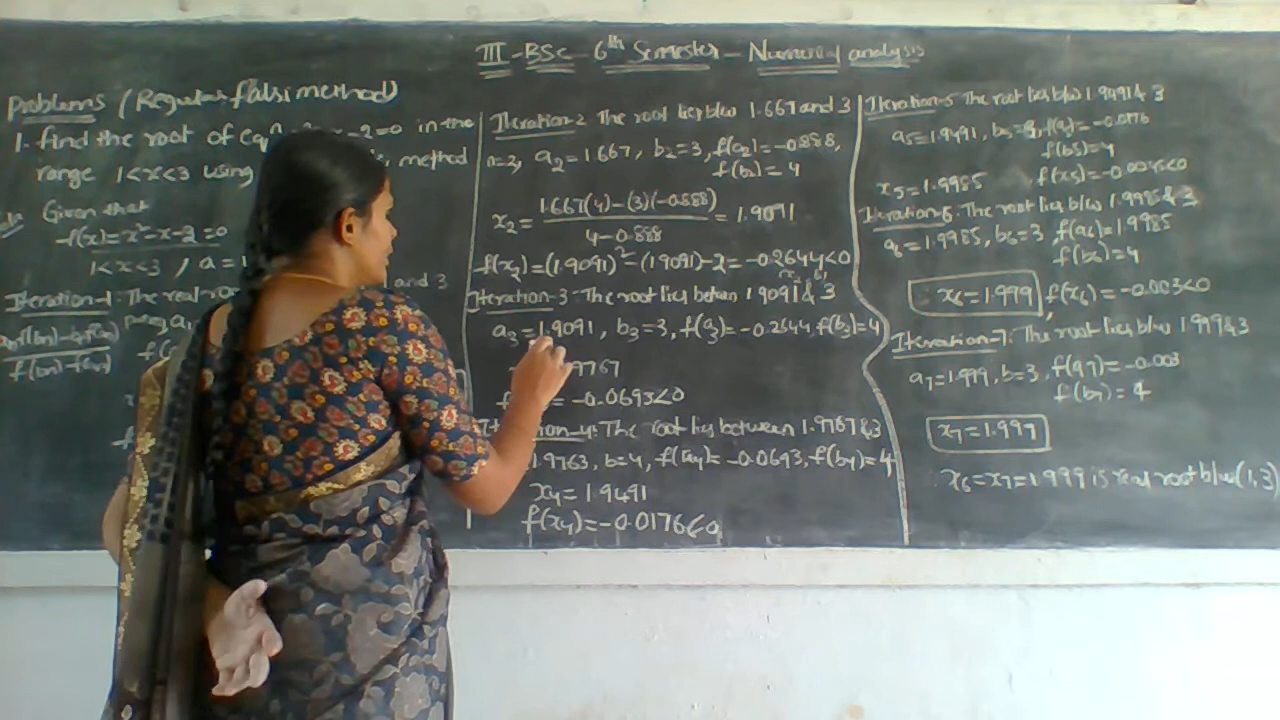 III - BSc - 6th Semester - Numerical analysis
Problems (Regular falsi method)
1. find the root of eqn x-2=0 in the
range 1<x<3 using method
Given that
f(x)=x²-x-2=0
1<x<3, a=1
Iteration-1: The real and 3
f(bn)-f(an)
Iteration-2 The root lies b/w 1.667 and 3
n=2, a2=1.667, b2=3, f(a2)=-0.888,
f(b2)=4
x2= 1.667(4)-(3)(-0.888) / 4-0.888 = 1.9091
f(x2)=(1.9091)²-(1.9091)-2=-0.2644<0
Iteration-3: The root lies between 1.9091 & 3
a3=1.9091, b3=3, f(a3)=-0.2644, f(b3)=4
9767
= -0.0693<0
The root lies between 1.9767&3
1.9763, b=4, f(a4)=-0.0693, f(b4)=4
x4=1.9491
f(x4)=-0.0176<0
Iteration-5 The root lies b/w 1.9491&3
a5=1.9491, b5=3, f(a5)=-0.0176
f(b5)=4
x5=1.9985, f(x5)=-0.0045<0
Iteration-6: The root lies b/w 1.9985&3
a6=1.9985, b6=3, f(a6)=1.9985
f(b6)=4
x6=1.999, f(x6)=-0.003<0
Iteration-7: The root lies b/w 1.999&3
a7=1.999, b=3, f(a7)=-0.003
f(b7)=4
x7=1.999
x6=x7=1.999 is real root b/w (1,3)